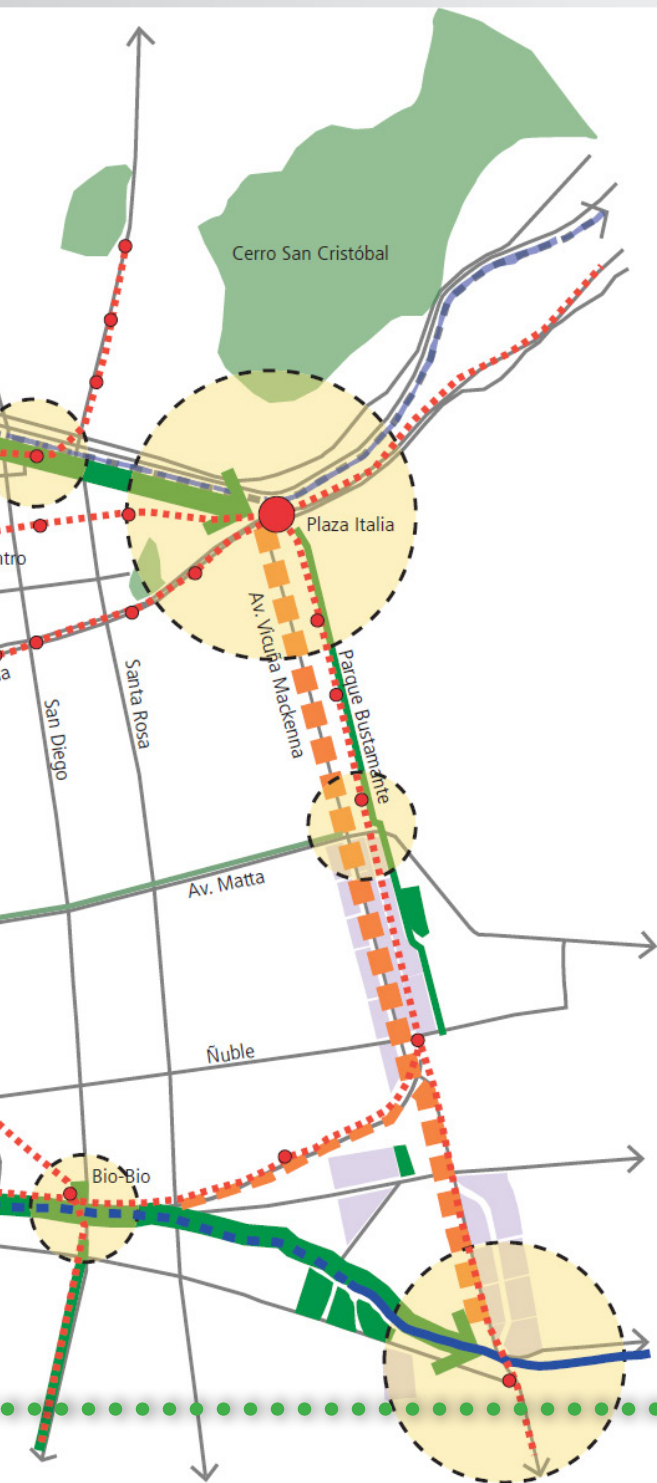 Cerro San Cristóbal
Plaza Italia
ntro
Av. Vicuña Mackenna
Parque Bustamante
a
San Diego
Santa Rosa
Av. Matta
Ñuble
Bio-Bio